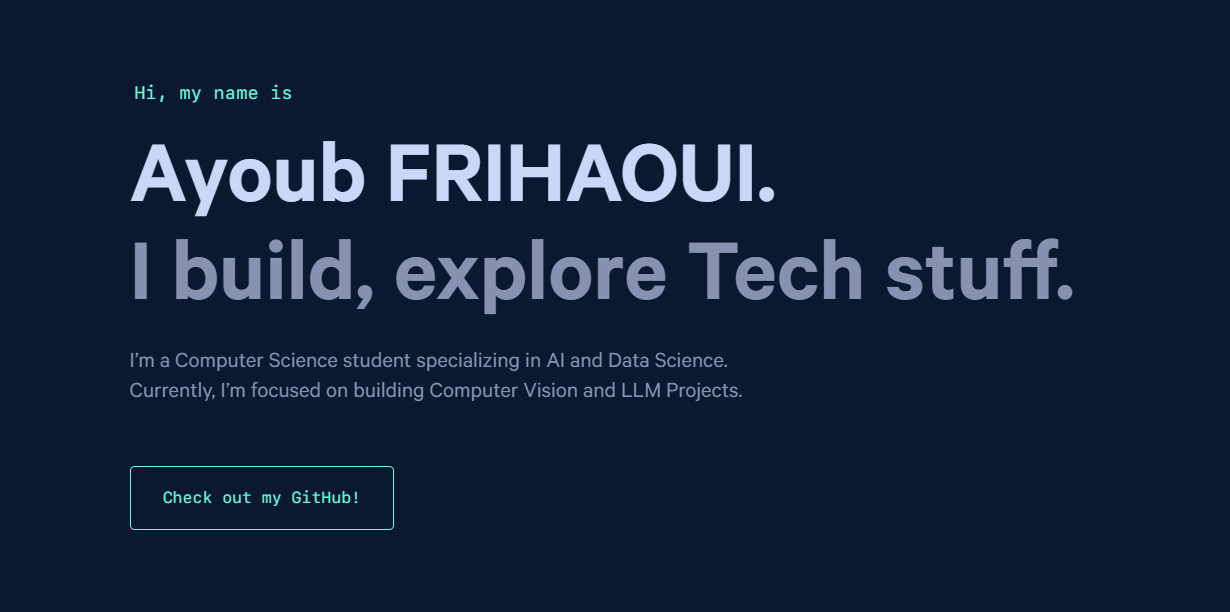 Hi, my name is
Ayoub FRIHAOUI.
I build, explore Tech stuff.
I’m a Computer Science student specializing in AI and Data Science.
Currently, I’m focused on building Computer Vision and LLM Projects.
Check out my GitHub!